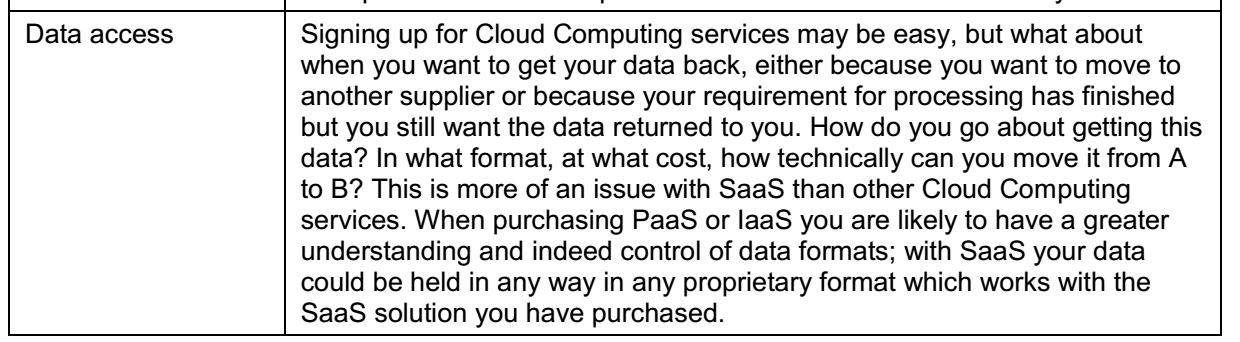 Data access
Signing up for Cloud Computing services may be easy, but what about
when you want to get your data back, either because you want to move to
another supplier or because your requirement for processing has finished
but you still want the data returned to you. How do you go about getting this
data? In what format, at what cost, how technically can you move it from A
to B? This is more of an issue with SaaS than other Cloud Computing
services. When purchasing PaaS or IaaS you are likely to have a greater
understanding and indeed control of data formats; with SaaS your data
could be held in any way in any proprietary format which works with the
SaaS solution you have purchased.